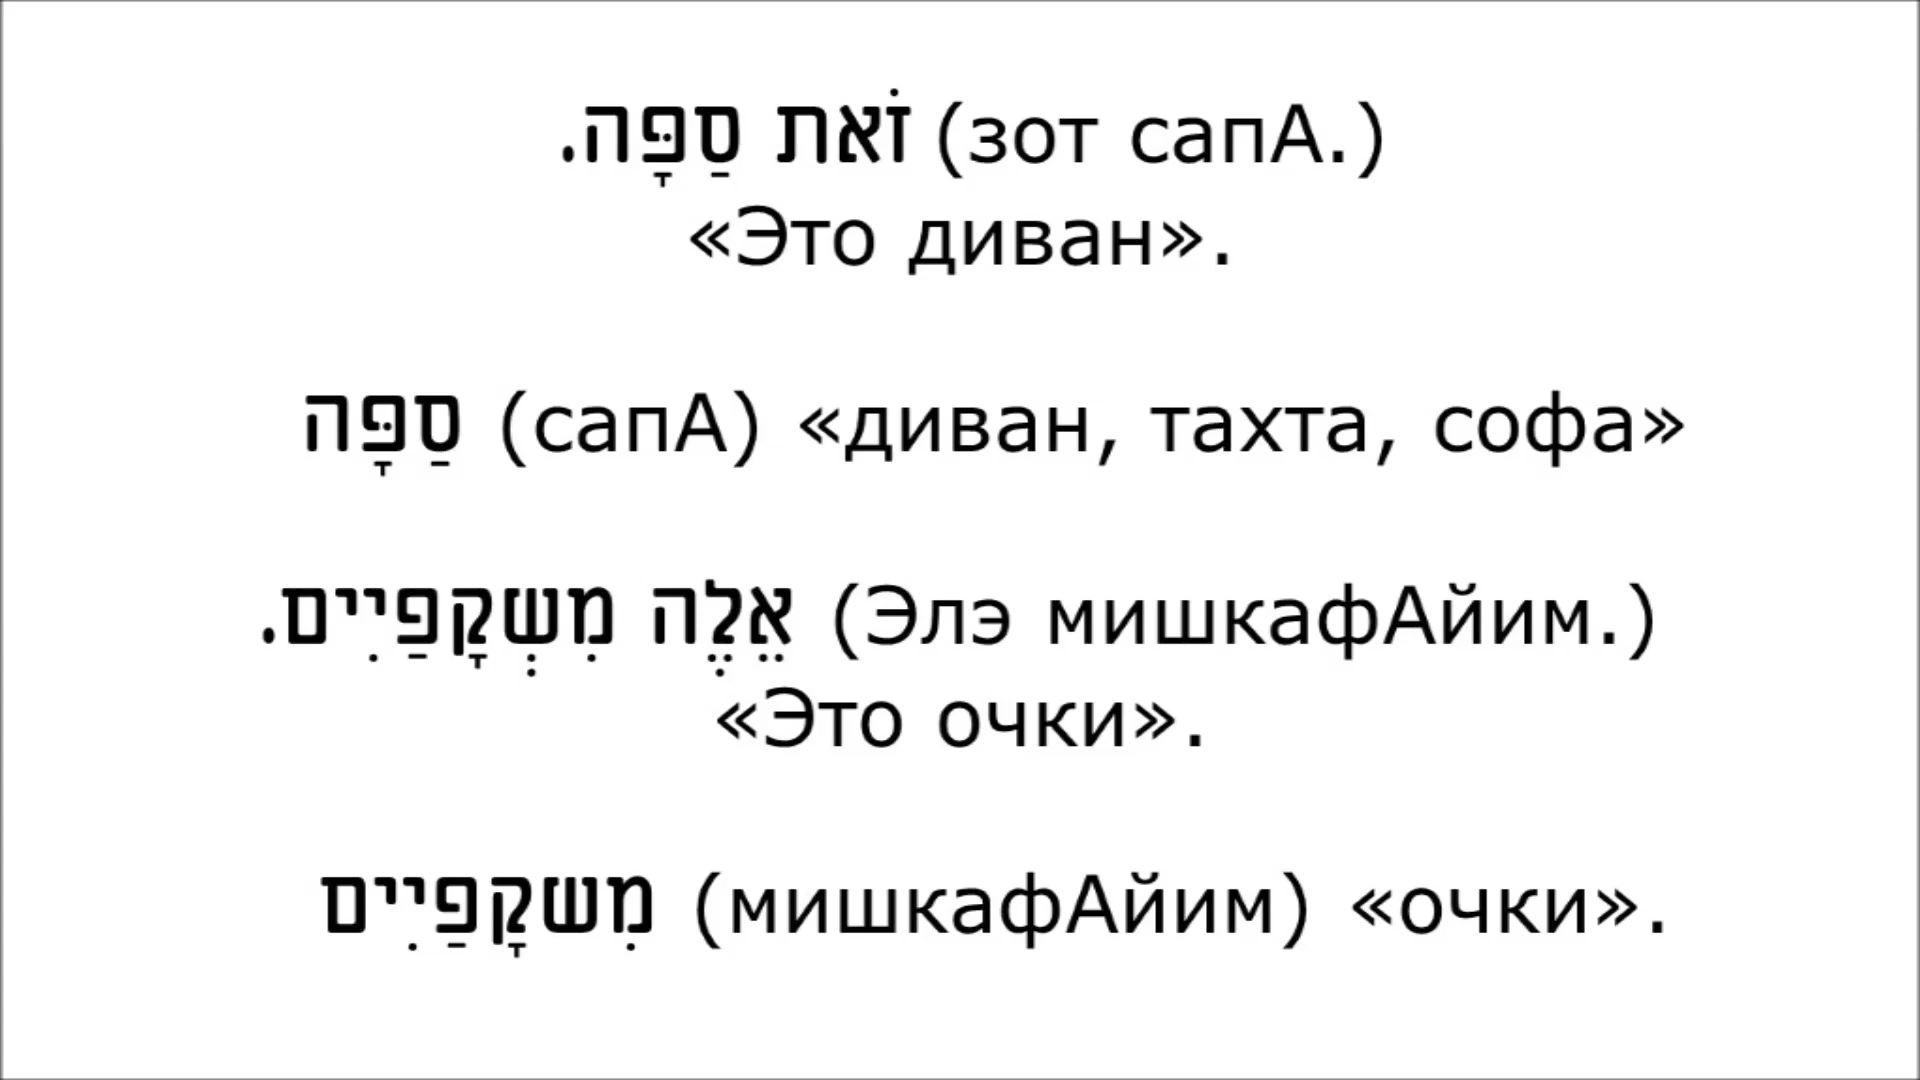 זֹאת סַפָּה. (зот сапА.)
«Это диван».
סַפָּה (сапА) «диван, тахта, софа»
אֵלֶּה מִשְׁקָפַיִים. (Элэ мишкафАйим.)
«Это очки».
מִשקָפַיִים (мишкафАйим) «очки».